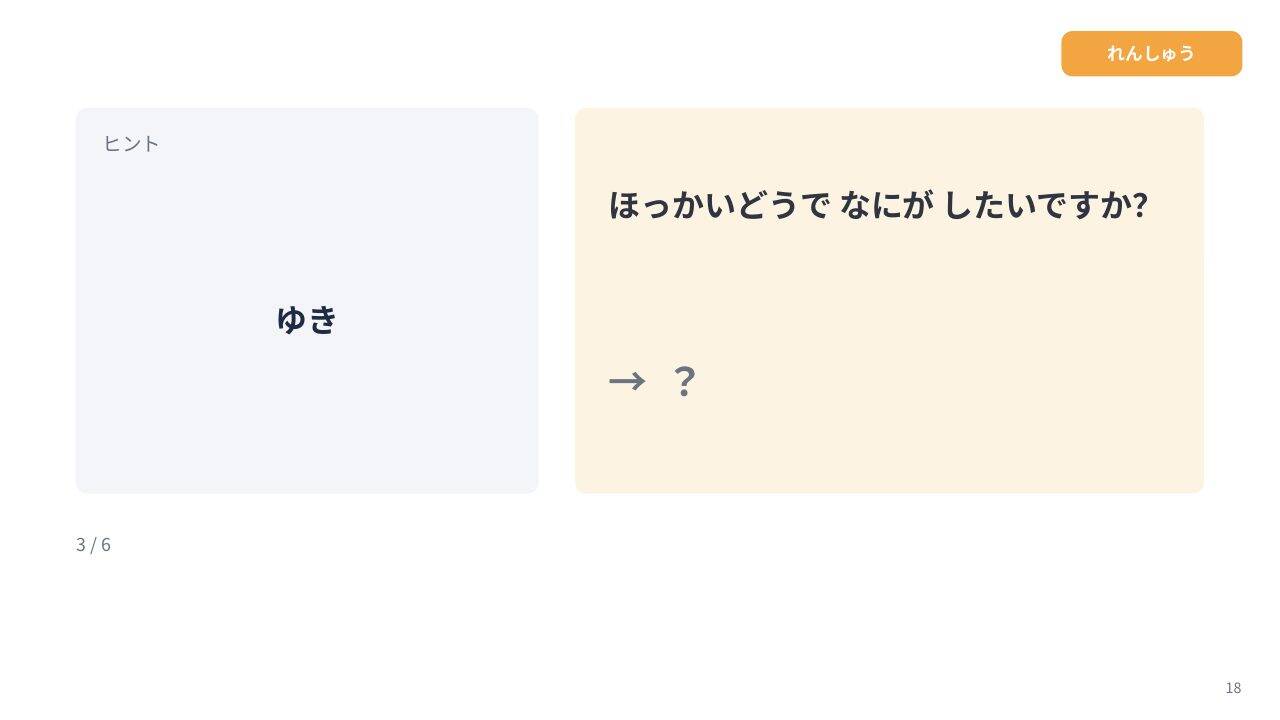 れんしゅう
ヒント
ゆき
ほっかいどうで なにが したいですか?
→ ？
3 / 6
18